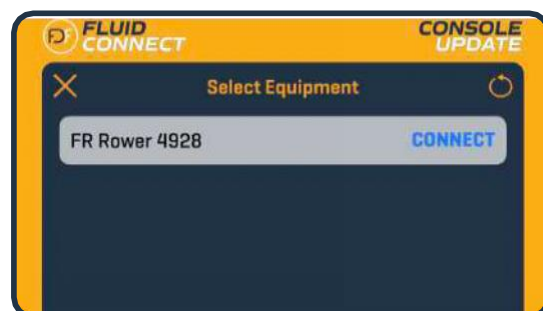 FLUID
CONNECT
CONSOLE
UPDATE
Select Equipment
FR Rower 4928 CONNECT